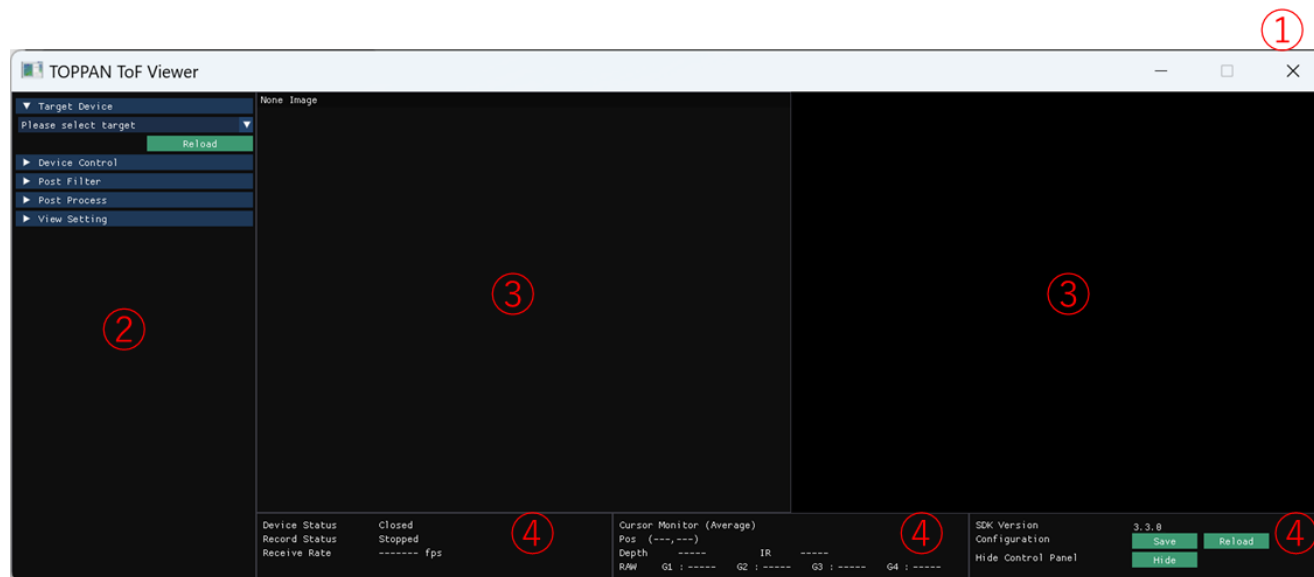 ①
TOPPAN ToF Viewer
▼ Target Device
Please select target ▼
Reload
▶ Device Control
▶ Post Filter
▶ Post Process
▶ View Setting
②
None Image
③
③
Device Status Closed
Record Status Stopped
Receive Rate ------- fps
④
Cursor Monitor (Average)
Pos (---,---)
Depth ----- IR -----
RAW G1 : ----- G2 : ----- G3 : ----- G4 : -----
④
SDK Version 3.3.0
Configuration Save Reload
Hide Control Panel Hide
④